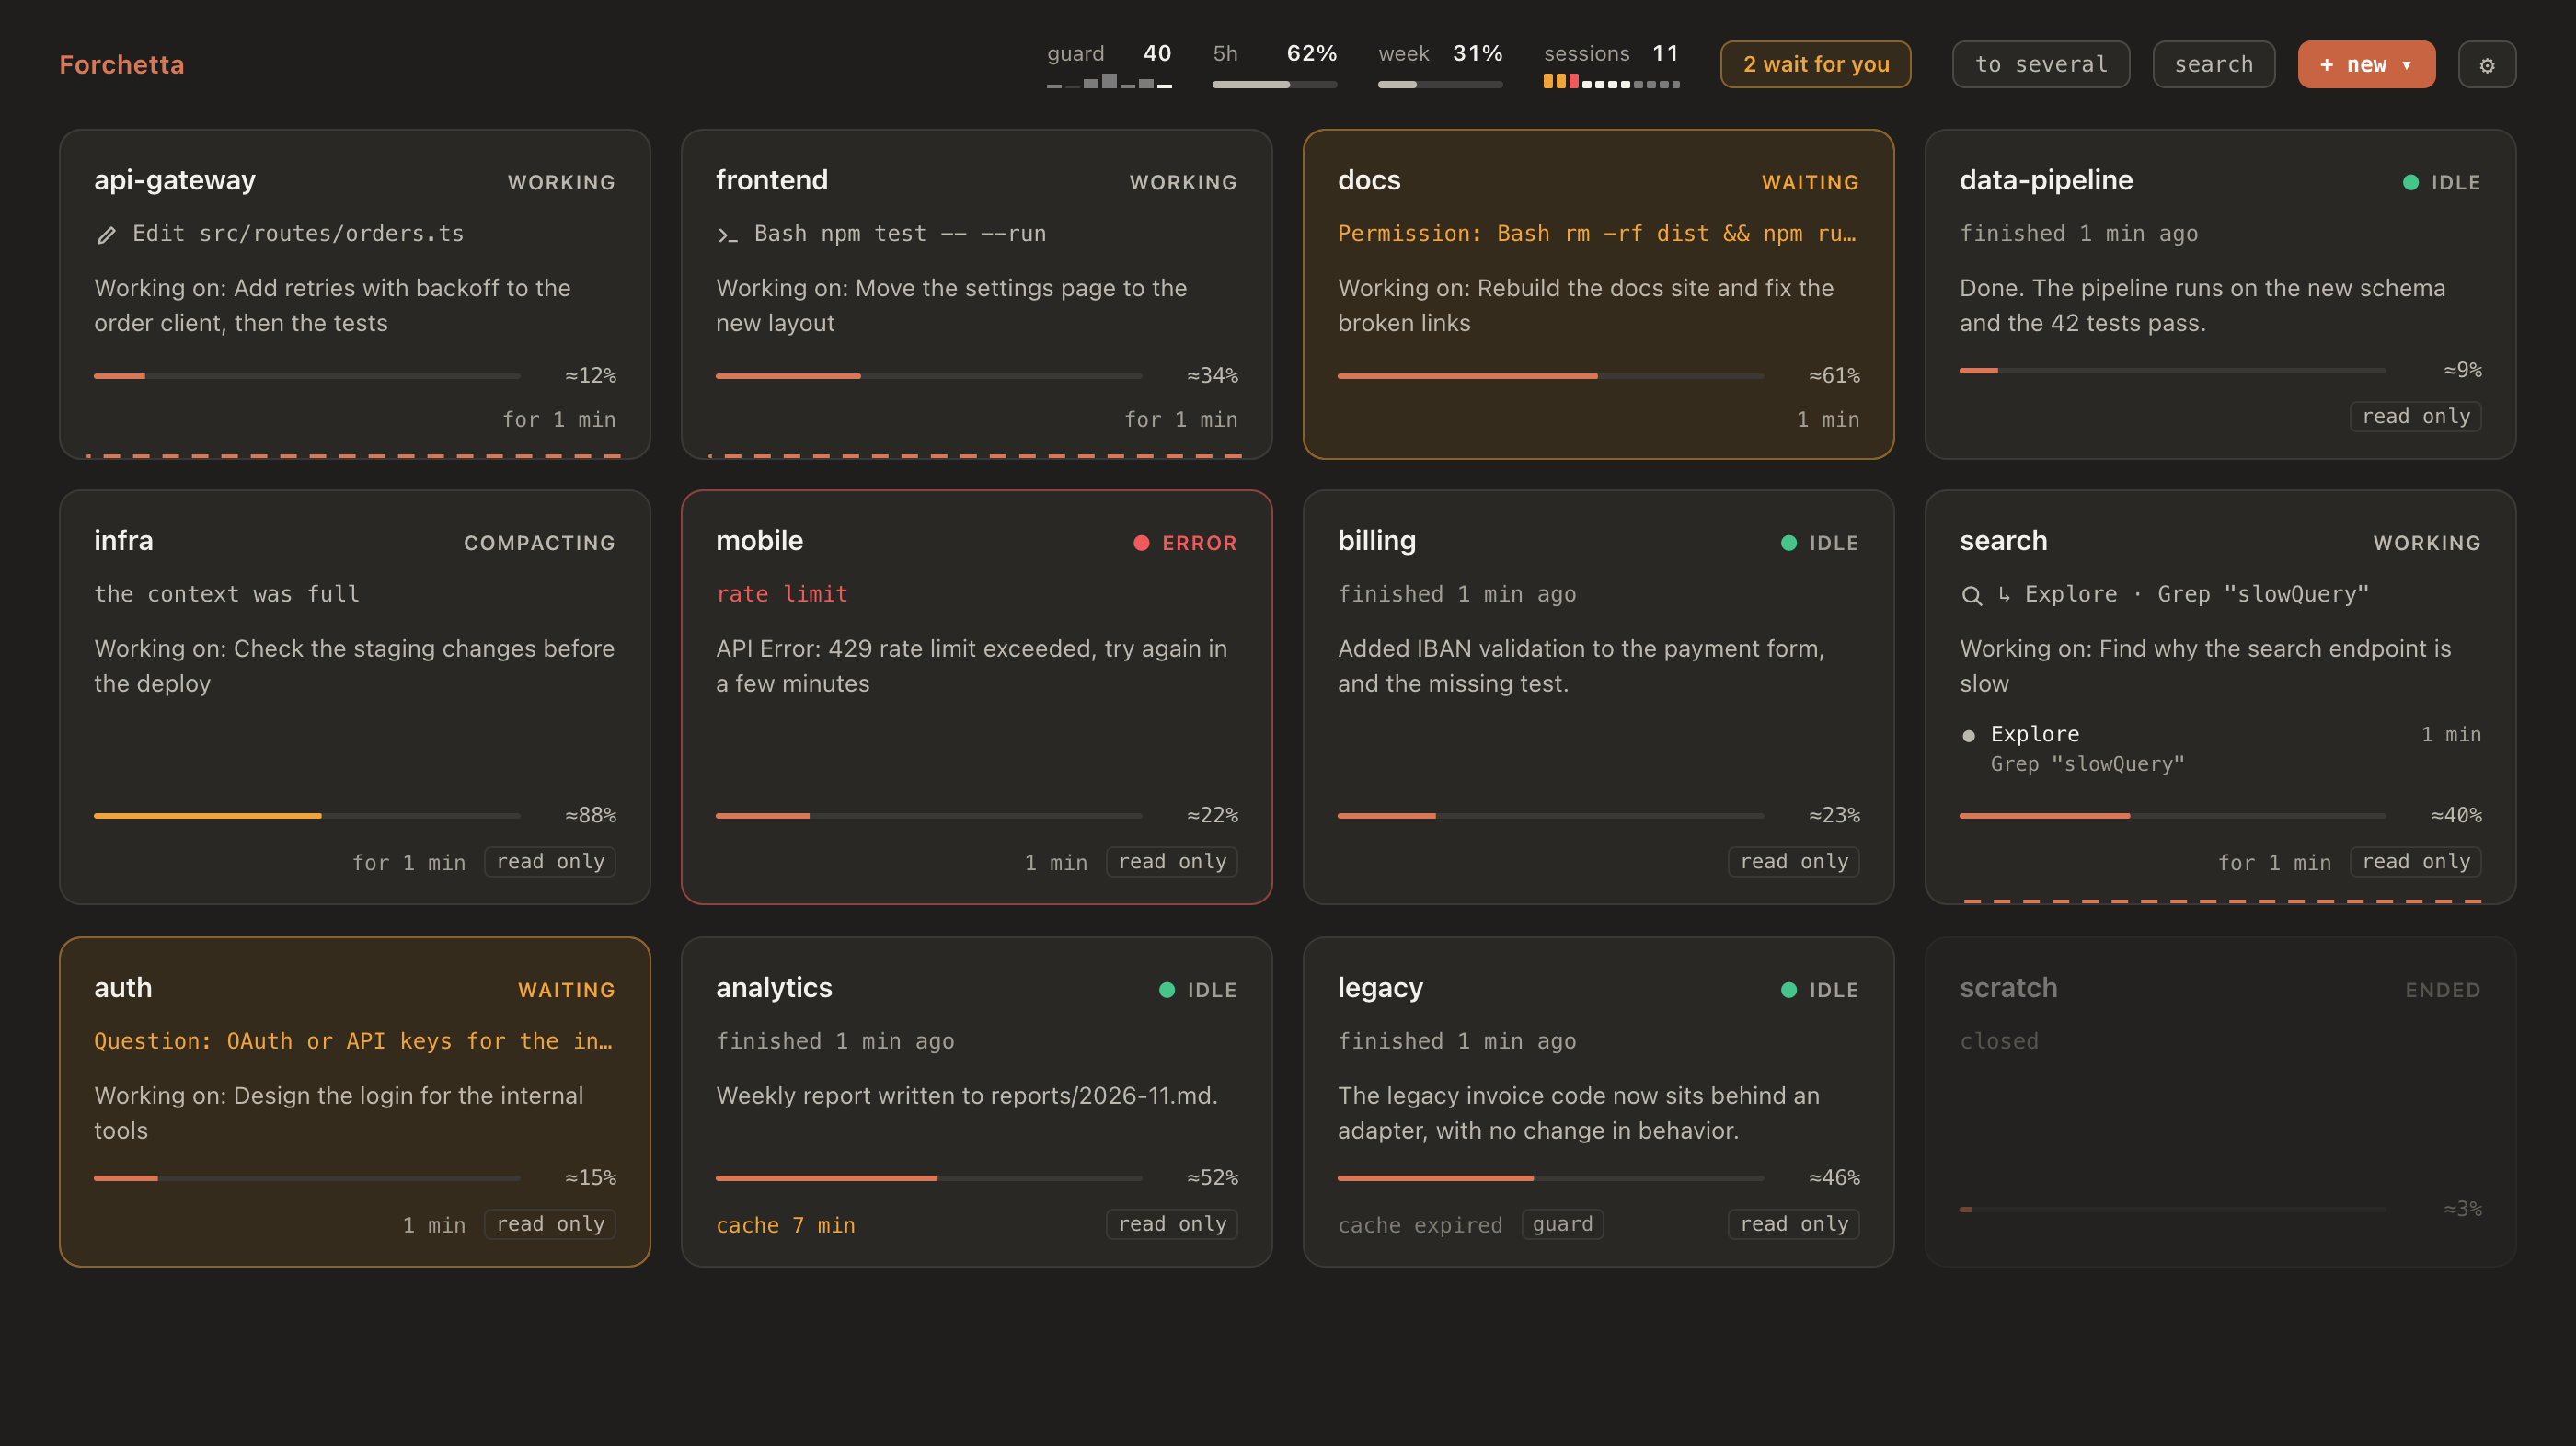 Forchetta
guard 40
5h 62%
week 31%
sessions 11
2 wait for you
to several
search
+ new ▾
api-gateway WORKING
Edit src/routes/orders.ts
Working on: Add retries with backoff to the
order client, then the tests
≈12%
for 1 min
frontend WORKING
Bash npm test -- --run
Working on: Move the settings page to the
new layout
≈34%
for 1 min
docs WAITING
Permission: Bash rm -rf dist && npm ru…
Working on: Rebuild the docs site and fix the
broken links
≈61%
1 min
data-pipeline IDLE
finished 1 min ago
Done. The pipeline runs on the new schema
and the 42 tests pass.
≈9%
read only
infra COMPACTING
the context was full
Working on: Check the staging changes before
the deploy
≈88%
for 1 min read only
mobile ERROR
rate limit
API Error: 429 rate limit exceeded, try again in
a few minutes
≈22%
1 min read only
billing IDLE
finished 1 min ago
Added IBAN validation to the payment form,
and the missing test.
≈23%
read only
search WORKING
↳ Explore · Grep "slowQuery"
Working on: Find why the search endpoint is
slow
Explore 1 min
Grep "slowQuery"
≈40%
for 1 min read only
auth WAITING
Question: OAuth or API keys for the in…
Working on: Design the login for the internal
tools
≈15%
1 min read only
analytics IDLE
finished 1 min ago
Weekly report written to reports/2026-11.md.
≈52%
cache 7 min read only
legacy IDLE
finished 1 min ago
The legacy invoice code now sits behind an
adapter, with no change in behavior.
≈46%
cache expired guard read only
scratch ENDED
closed
≈3%